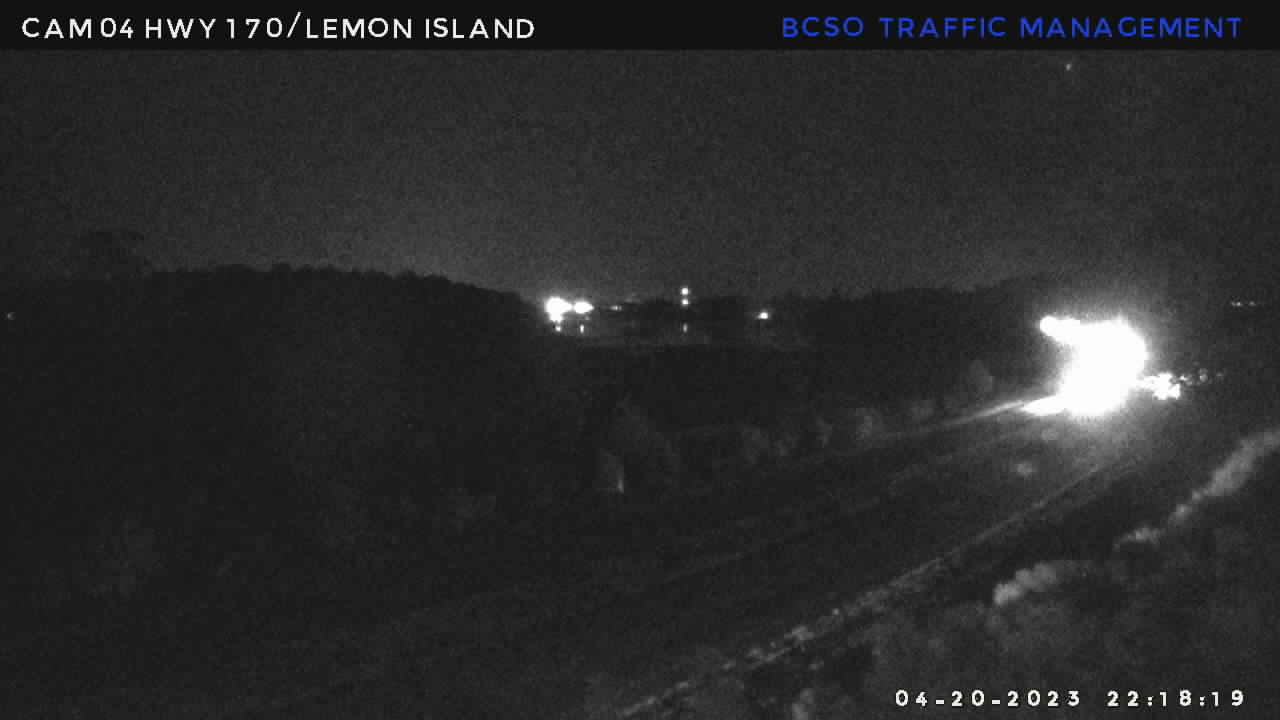 CAM04 HWY 170/LEMON ISLAND
BCSO TRAFFIC MANAGEMENT
04-20-2023 22:18:19